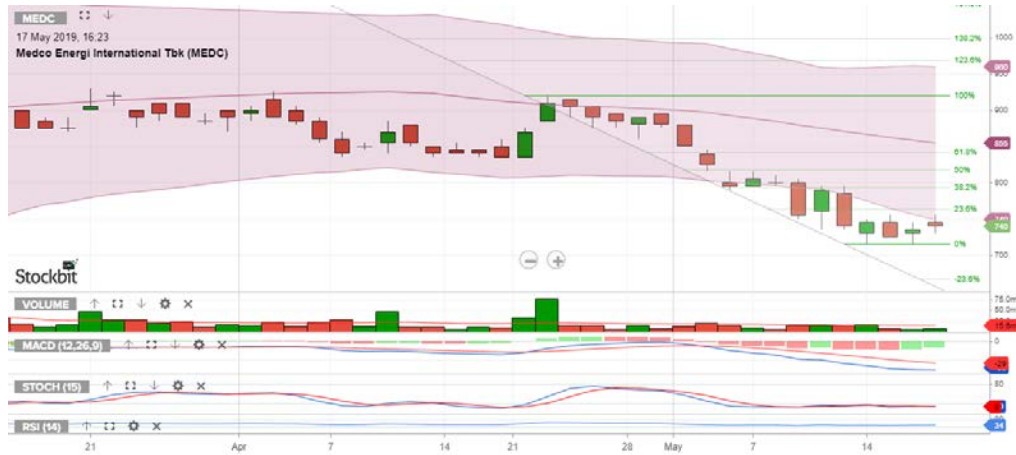 MEDC
17 May 2019, 16:23
Medco Energi International Tbk (MEDC)
138.2%
1000
123.6%
960
100%
900
61.8%
855
50%
800
38.2%
23.6%
740
0%
700
-23.6%
Stockbit
VOLUME
75.0m
50.0m
MACD (12,26,9)
0
-29
STOCH (15)
80
RSI (14)
34
21
Apr
7
14
21
28
May
7
14